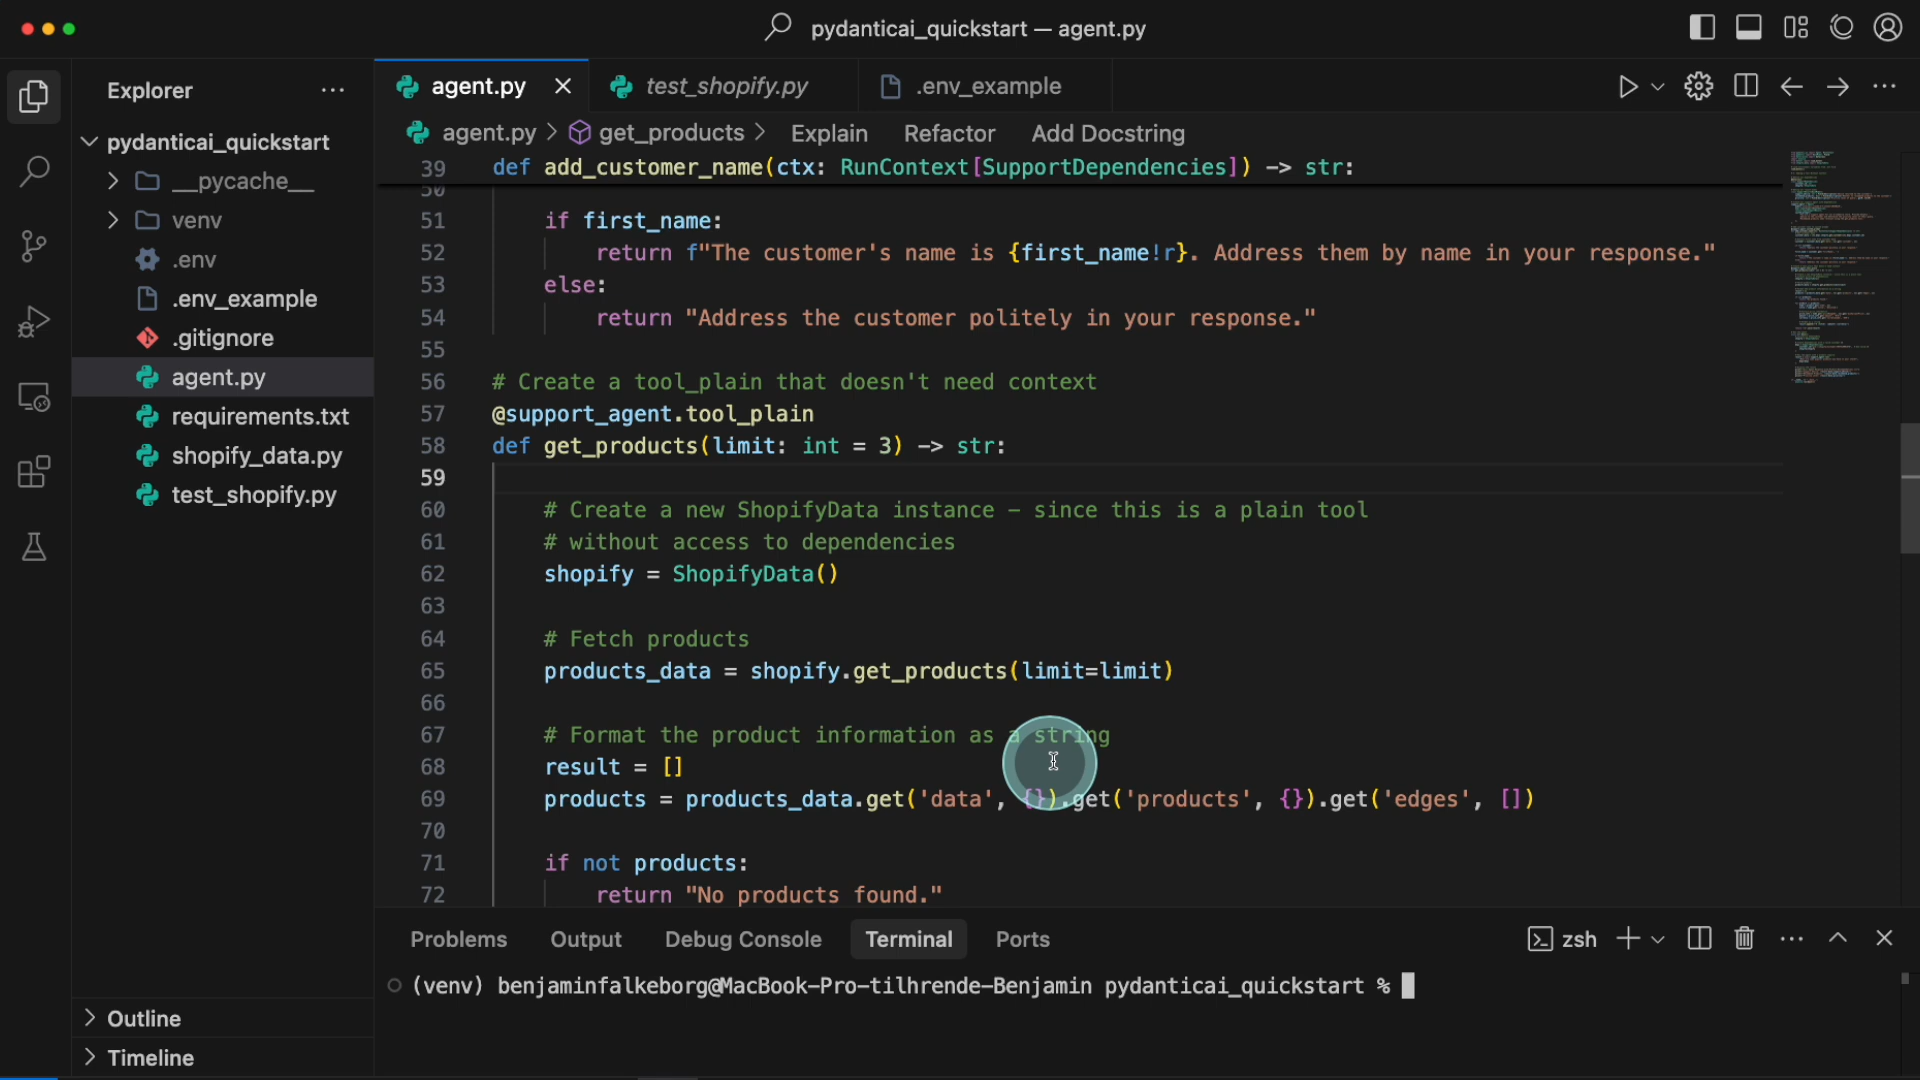 pydanticai_quickstart — agent.py
Explorer
pydanticai_quickstart
__pycache__
venv
.env
.env_example
.gitignore
agent.py
requirements.txt
shopify_data.py
test_shopify.py
Outline
Timeline
agent.py
test_shopify.py
.env_example
agent.py > get_products > Explain Refactor Add Docstring
39 def add_customer_name(ctx: RunContext[SupportDependencies]) -> str:
50
51 if first_name:
52 return f"The customer's name is {first_name!r}. Address them by name in your response."
53 else:
54 return "Address the customer politely in your response."
55
56 # Create a tool_plain that doesn't need context
57 @support_agent.tool_plain
58 def get_products(limit: int = 3) -> str:
59
60 # Create a new ShopifyData instance - since this is a plain tool
61 # without access to dependencies
62 shopify = ShopifyData()
63
64 # Fetch products
65 products_data = shopify.get_products(limit=limit)
66
67 # Format the product information as a string
68 result = []
69 products = products_data.get('data', {}).get('products', {}).get('edges', [])
70
71 if not products:
72 return "No products found."
Problems Output Debug Console Terminal Ports
zsh
(venv) benjaminfalkeborg@MacBook-Pro-tilhrende-Benjamin pydanticai_quickstart %